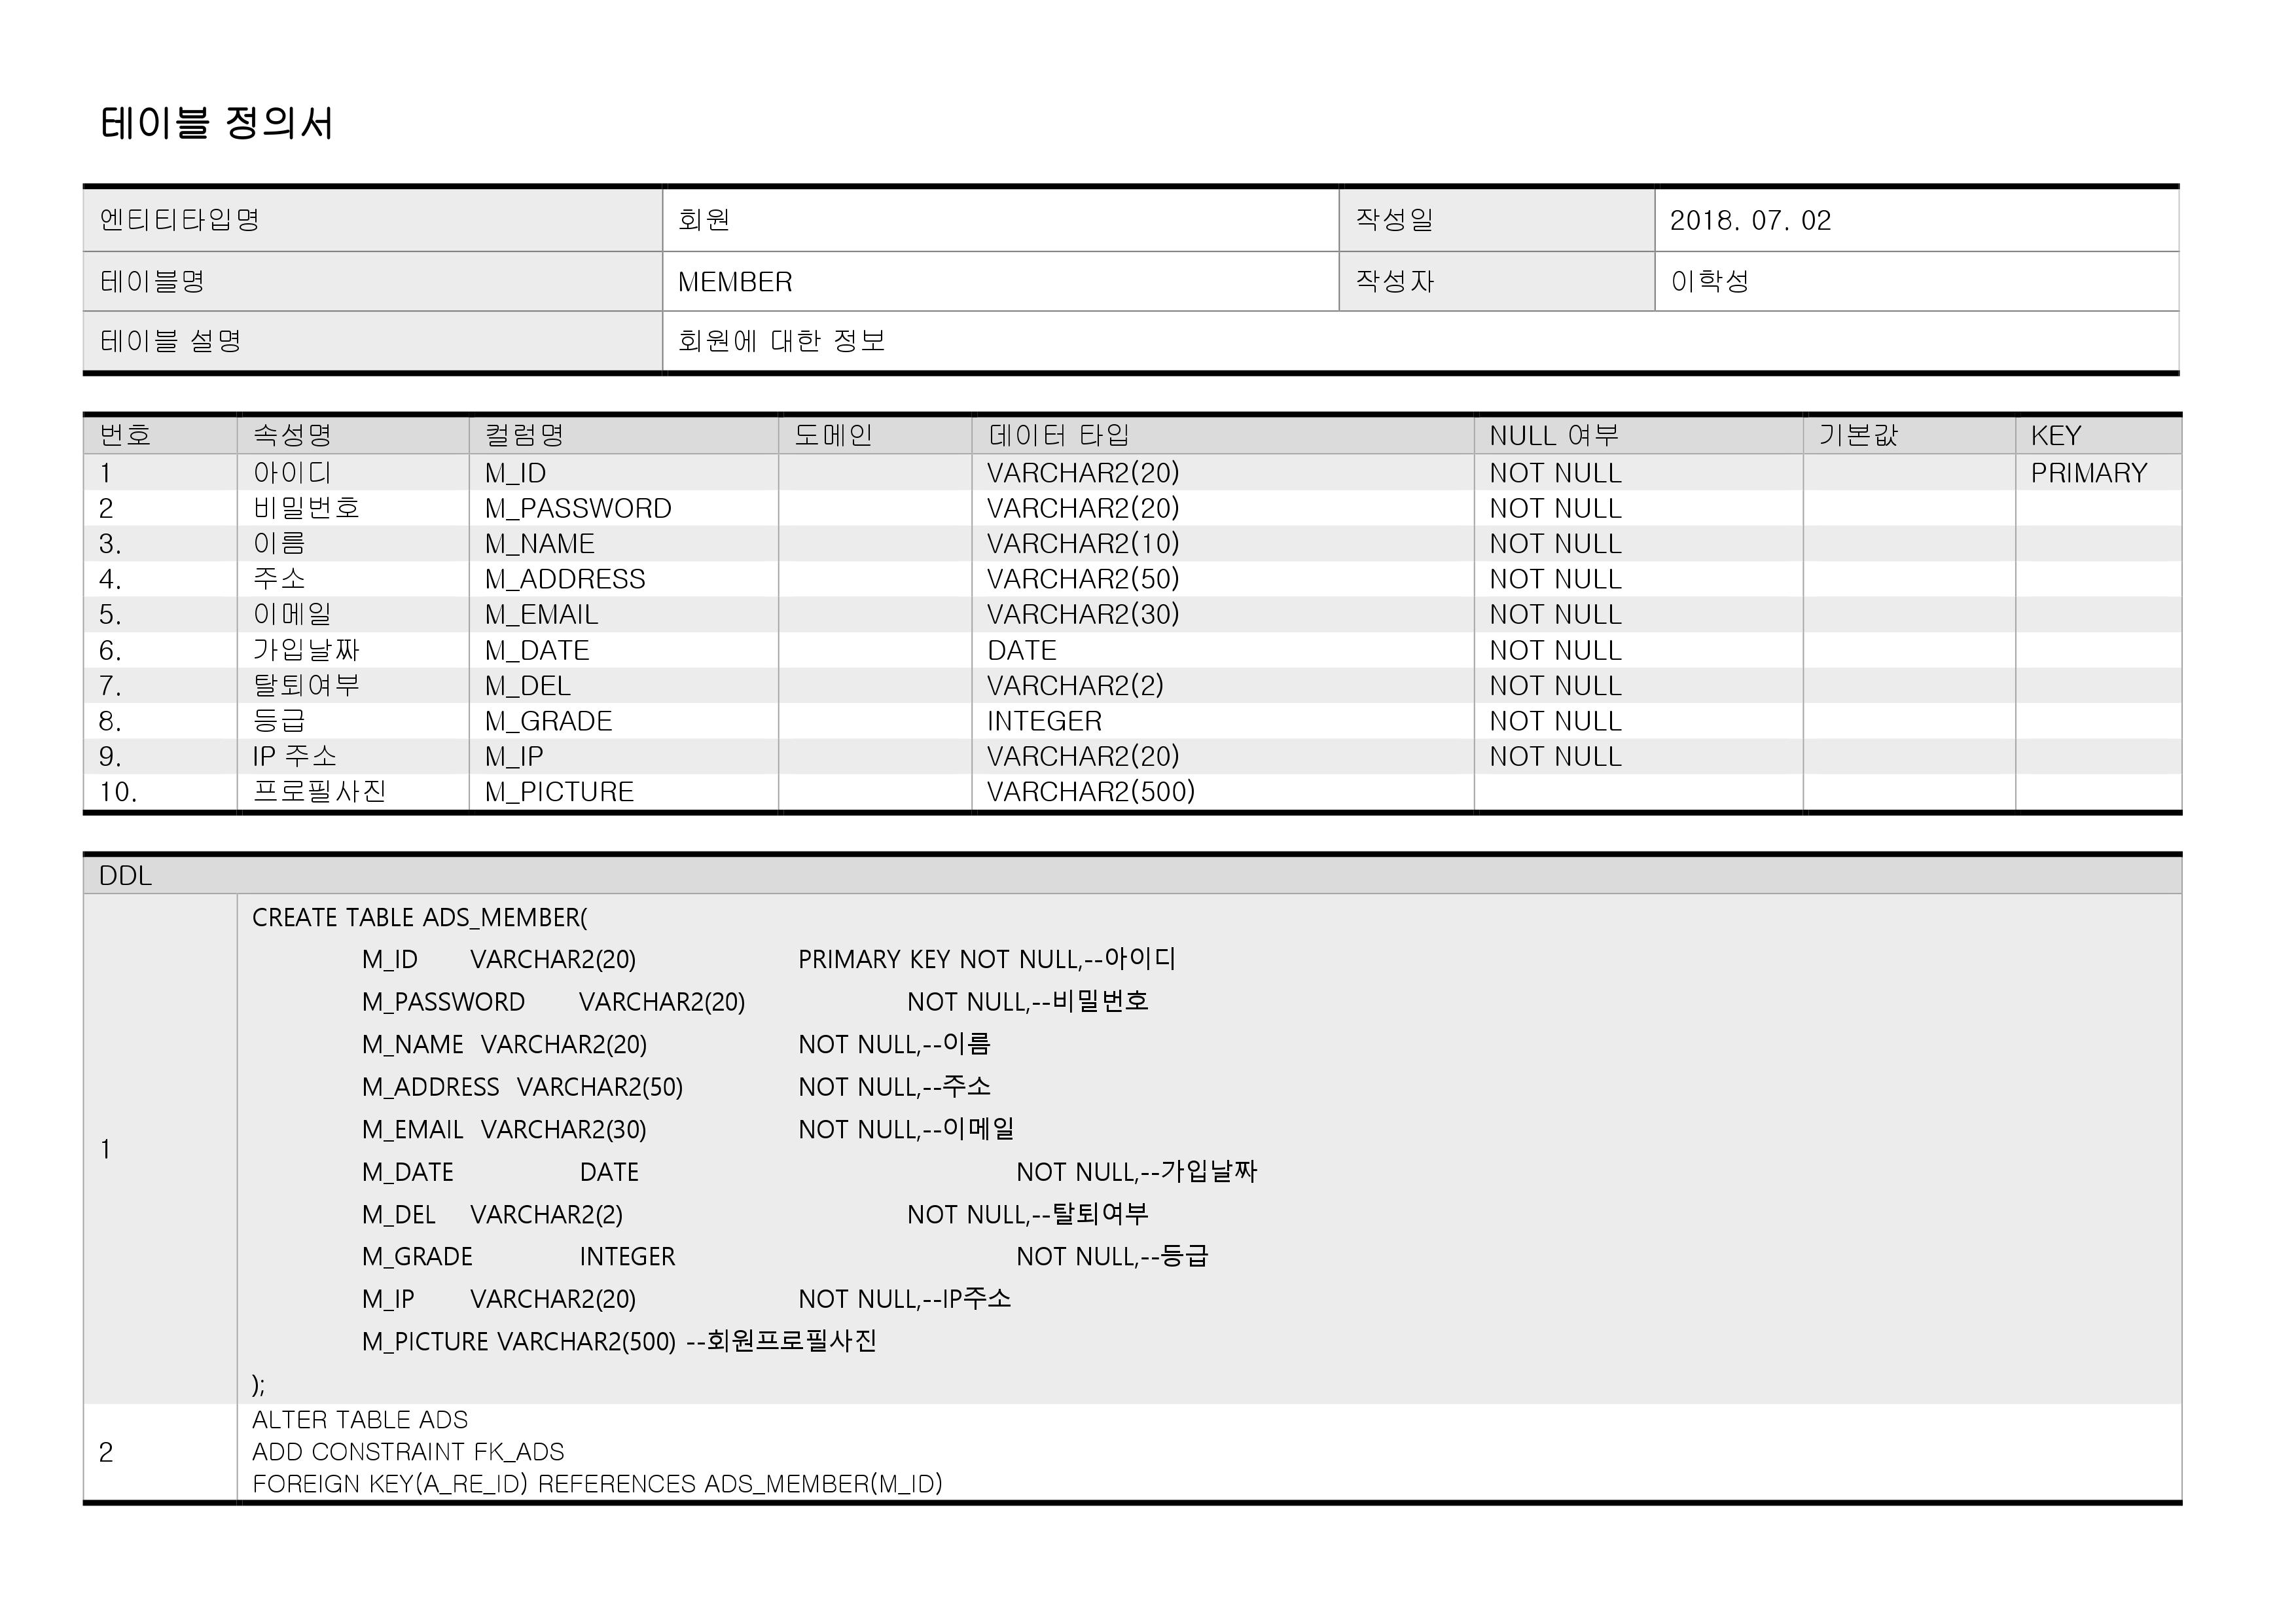 테이블 정의서
엔티티타입명 회원 작성일 2018. 07. 02
테이블명 MEMBER 작성자 이학성
테이블 설명 회원에 대한 정보
번호 속성명 컬럼명 도메인 데이터 타입 NULL 여부 기본값 KEY
1 아이디 M_ID VARCHAR2(20) NOT NULL PRIMARY
2 비밀번호 M_PASSWORD VARCHAR2(20) NOT NULL
3. 이름 M_NAME VARCHAR2(10) NOT NULL
4. 주소 M_ADDRESS VARCHAR2(50) NOT NULL
5. 이메일 M_EMAIL VARCHAR2(30) NOT NULL
6. 가입날짜 M_DATE DATE NOT NULL
7. 탈퇴여부 M_DEL VARCHAR2(2) NOT NULL
8. 등급 M_GRADE INTEGER NOT NULL
9. IP 주소 M_IP VARCHAR2(20) NOT NULL
10. 프로필사진 M_PICTURE VARCHAR2(500)
DDL
1
CREATE TABLE ADS_MEMBER(
M_ID VARCHAR2(20) PRIMARY KEY NOT NULL,--아이디
M_PASSWORD VARCHAR2(20) NOT NULL,--비밀번호
M_NAME VARCHAR2(20) NOT NULL,--이름
M_ADDRESS VARCHAR2(50) NOT NULL,--주소
M_EMAIL VARCHAR2(30) NOT NULL,--이메일
M_DATE DATE NOT NULL,--가입날짜
M_DEL VARCHAR2(2) NOT NULL,--탈퇴여부
M_GRADE INTEGER NOT NULL,--등급
M_IP VARCHAR2(20) NOT NULL,--IP주소
M_PICTURE VARCHAR2(500) --회원프로필사진
);
2
ALTER TABLE ADS
ADD CONSTRAINT FK_ADS
FOREIGN KEY(A_RE_ID) REFERENCES ADS_MEMBER(M_ID)